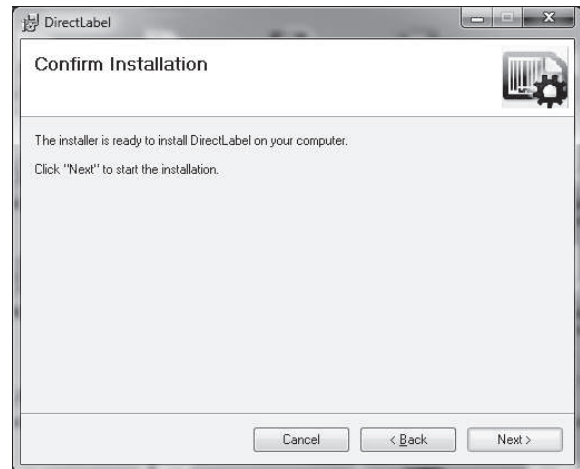 DirectLabel
Confirm Installation
The installer is ready to install DirectLabel on your computer.
Click "Next" to start the installation.
Cancel
< Back
Next >